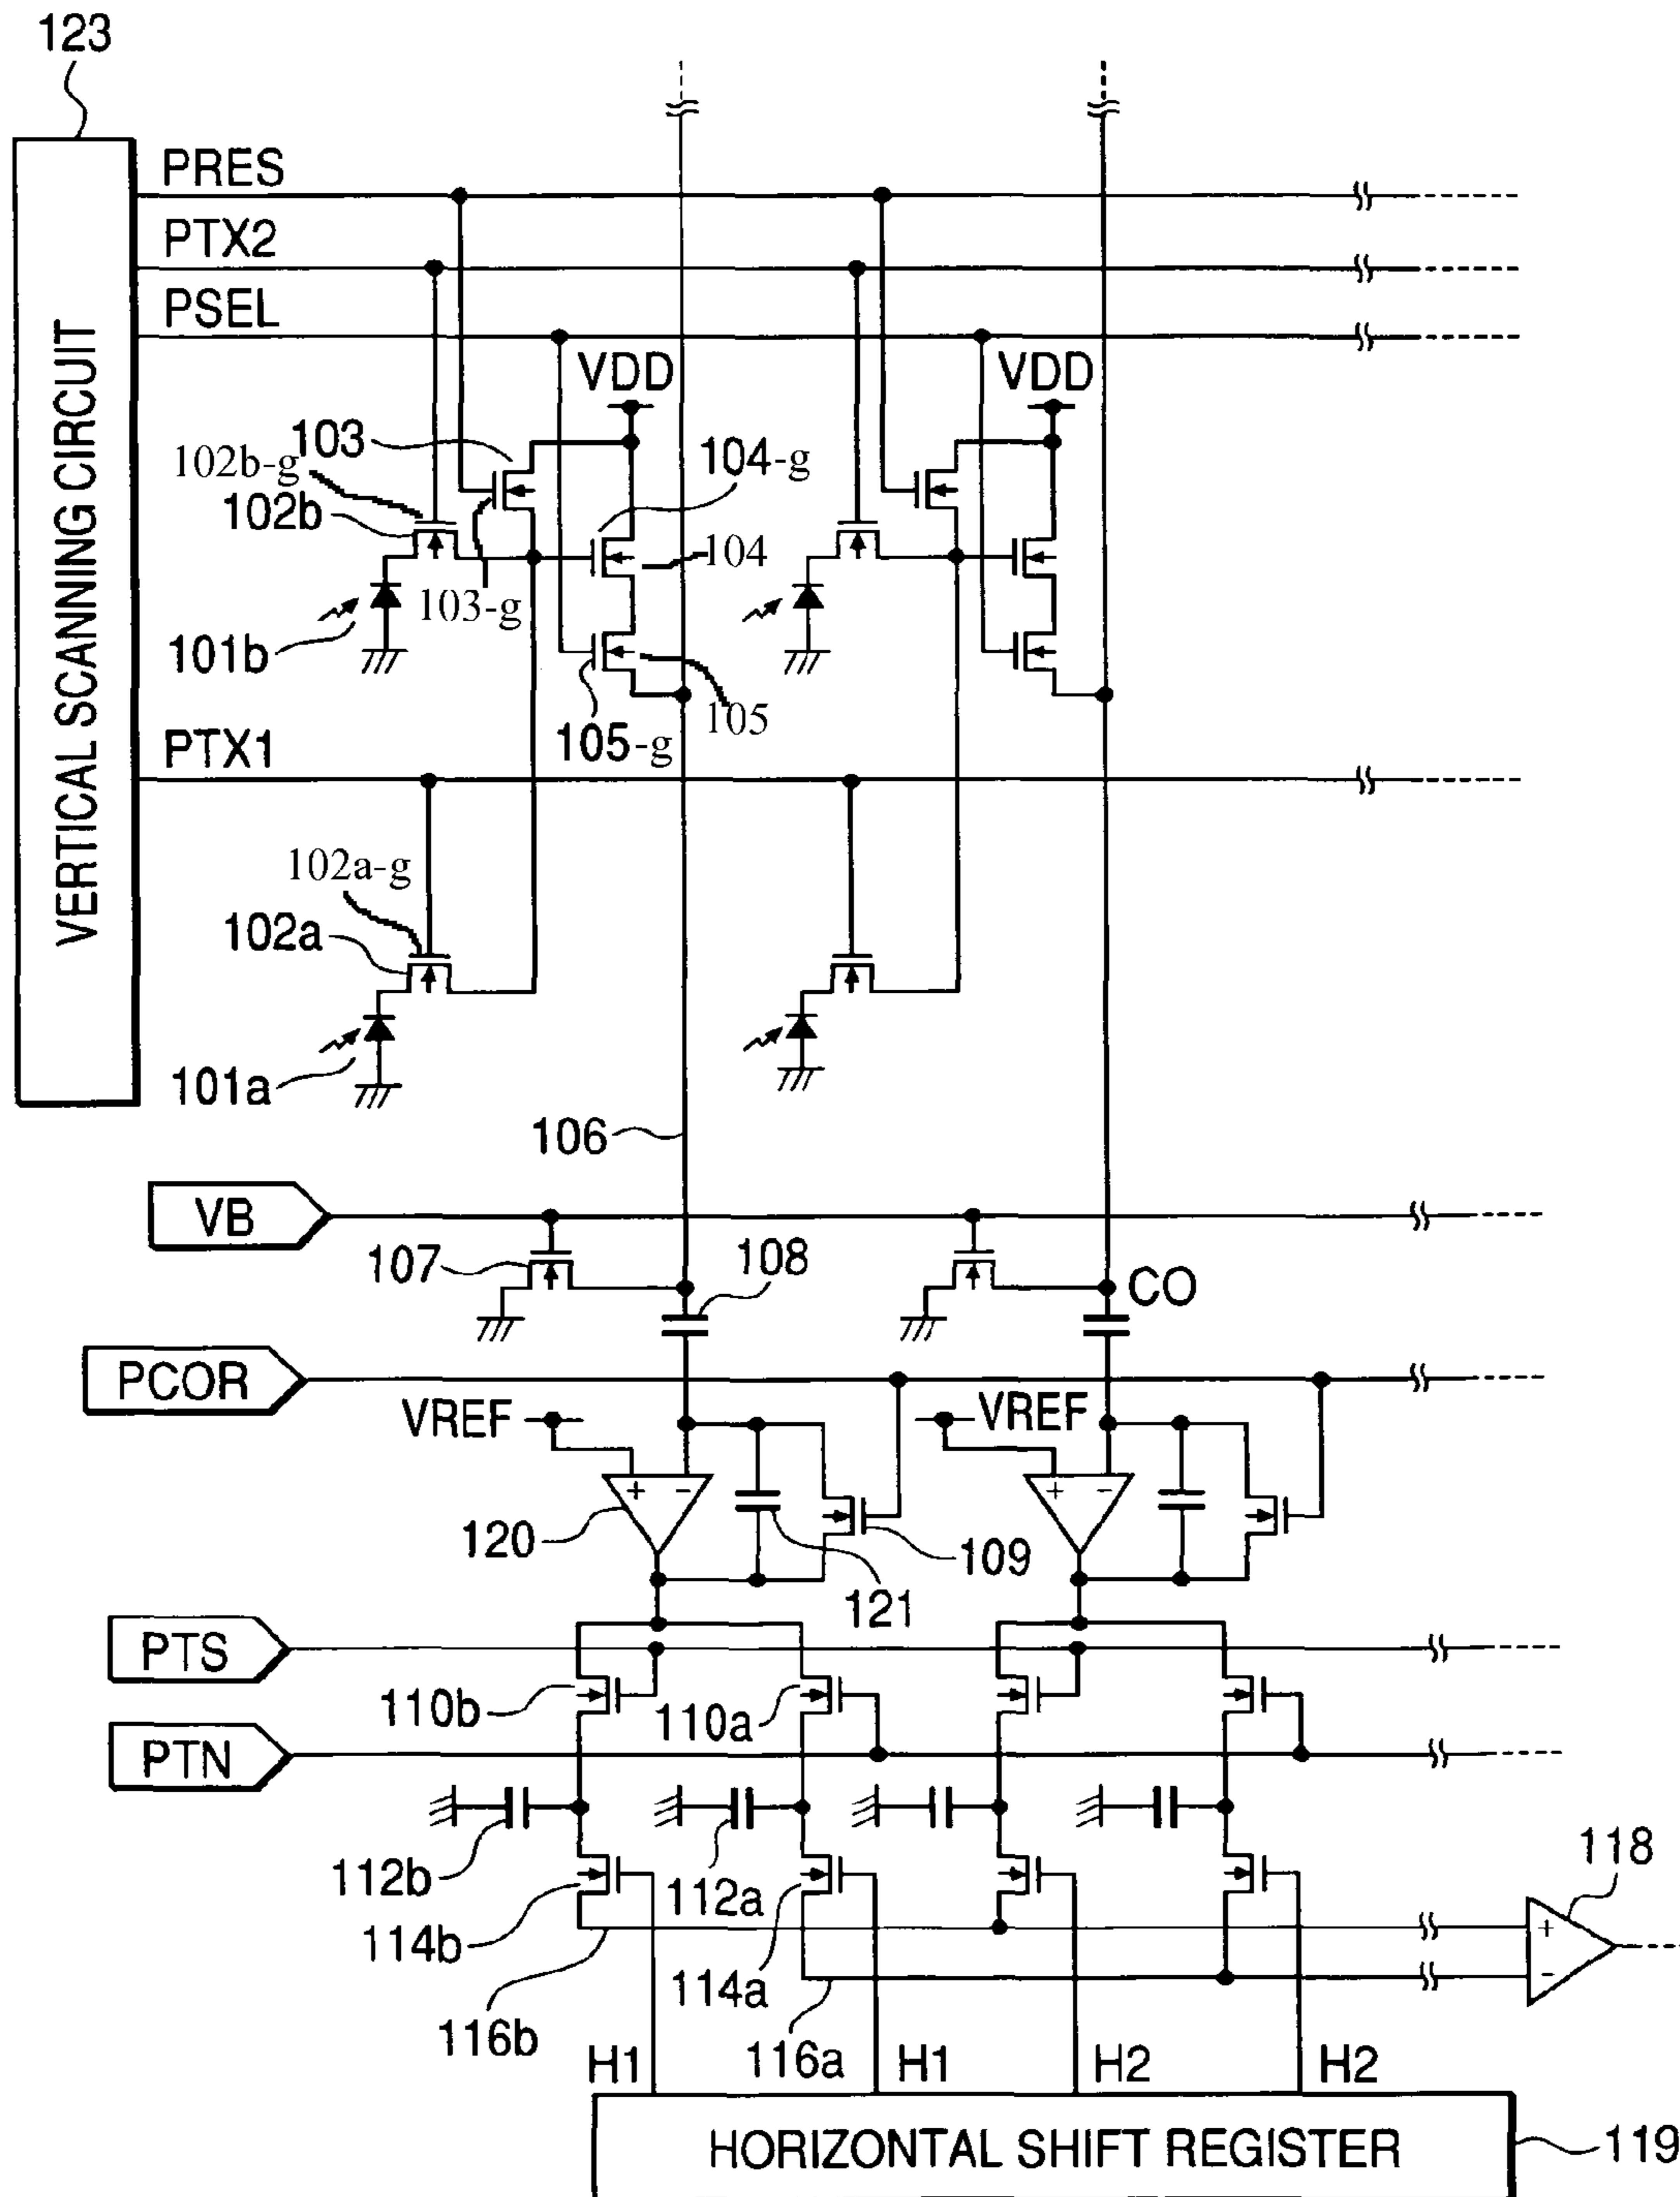 123
PRES
PTX2
PSEL
VERTICAL SCANNING CIRCUIT
VDD
VDD
103
102b-g
104-g
102b
104
103-g
101b
105
105-g
PTX1
102a-g
102a
101a
106
VB
107
108
CO
PCOR
VREF
VREF
+ −
+ −
120
109
121
PTS
110b
110a
PTN
112b
112a
118
114b
+
114a
−
116b
116a
H1
H1
H2
H2
HORIZONTAL SHIFT REGISTER
119